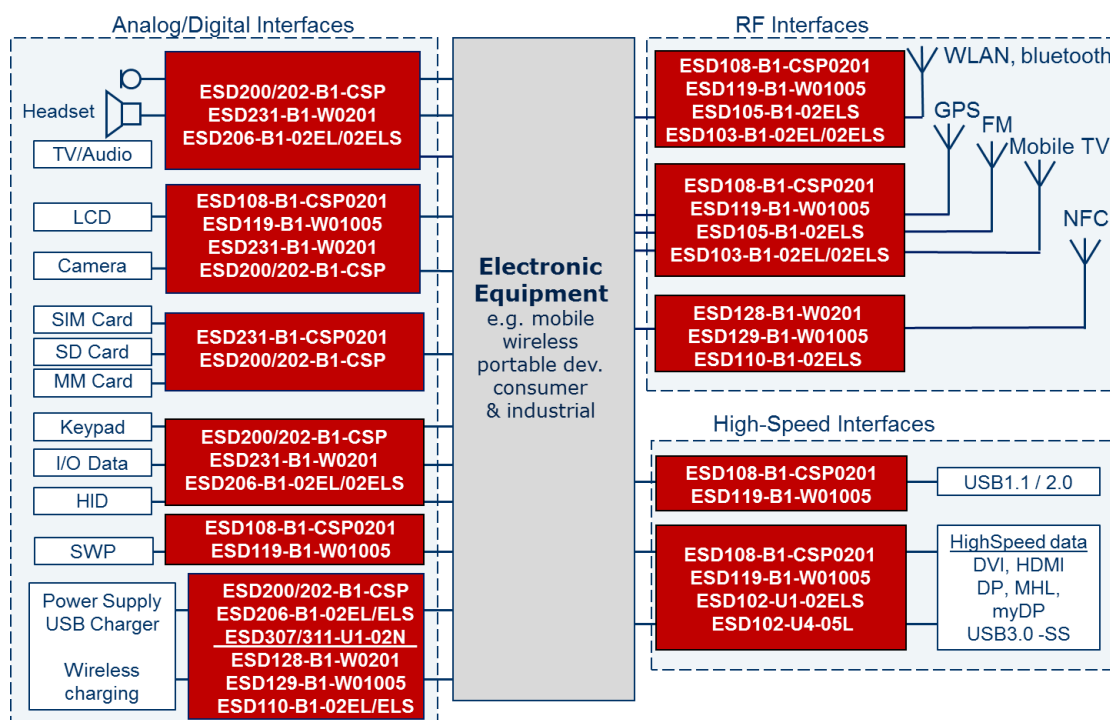 Analog/Digital Interfaces
Headset
TV/Audio
ESD200/202-B1-CSP
ESD231-B1-W0201
ESD206-B1-02EL/02ELS
LCD
Camera
ESD108-B1-CSP0201
ESD119-B1-W01005
ESD231-B1-W0201
ESD200/202-B1-CSP
SIM Card
SD Card
MM Card
ESD231-B1-CSP0201
ESD200/202-B1-CSP
Keypad
I/O Data
HID
ESD200/202-B1-CSP
ESD231-B1-W0201
ESD206-B1-02EL/02ELS
SWP
ESD108-B1-CSP0201
ESD119-B1-W01005
Power Supply
USB Charger
Wireless
charging
ESD200/202-B1-CSP
ESD206-B1-02EL/ELS
ESD307/311-U1-02N
ESD128-B1-W0201
ESD129-B1-W01005
ESD110-B1-02EL/ELS
Electronic
Equipment
e.g. mobile
wireless
portable dev.
consumer
& industrial
RF Interfaces
ESD108-B1-CSP0201
ESD119-B1-W01005
ESD105-B1-02ELS
ESD103-B1-02EL/02ELS
WLAN, bluetooth
GPS
FM
Mobile TV
ESD108-B1-CSP0201
ESD119-B1-W01005
ESD105-B1-02ELS
ESD103-B1-02EL/02ELS
NFC
ESD128-B1-W0201
ESD129-B1-W01005
ESD110-B1-02ELS
High-Speed Interfaces
ESD108-B1-CSP0201
ESD119-B1-W01005
USB1.1 / 2.0
ESD108-B1-CSP0201
ESD119-B1-W01005
ESD102-U1-02ELS
ESD102-U4-05L
HighSpeed data
DVI, HDMI
DP, MHL,
myDP
USB3.0 -SS